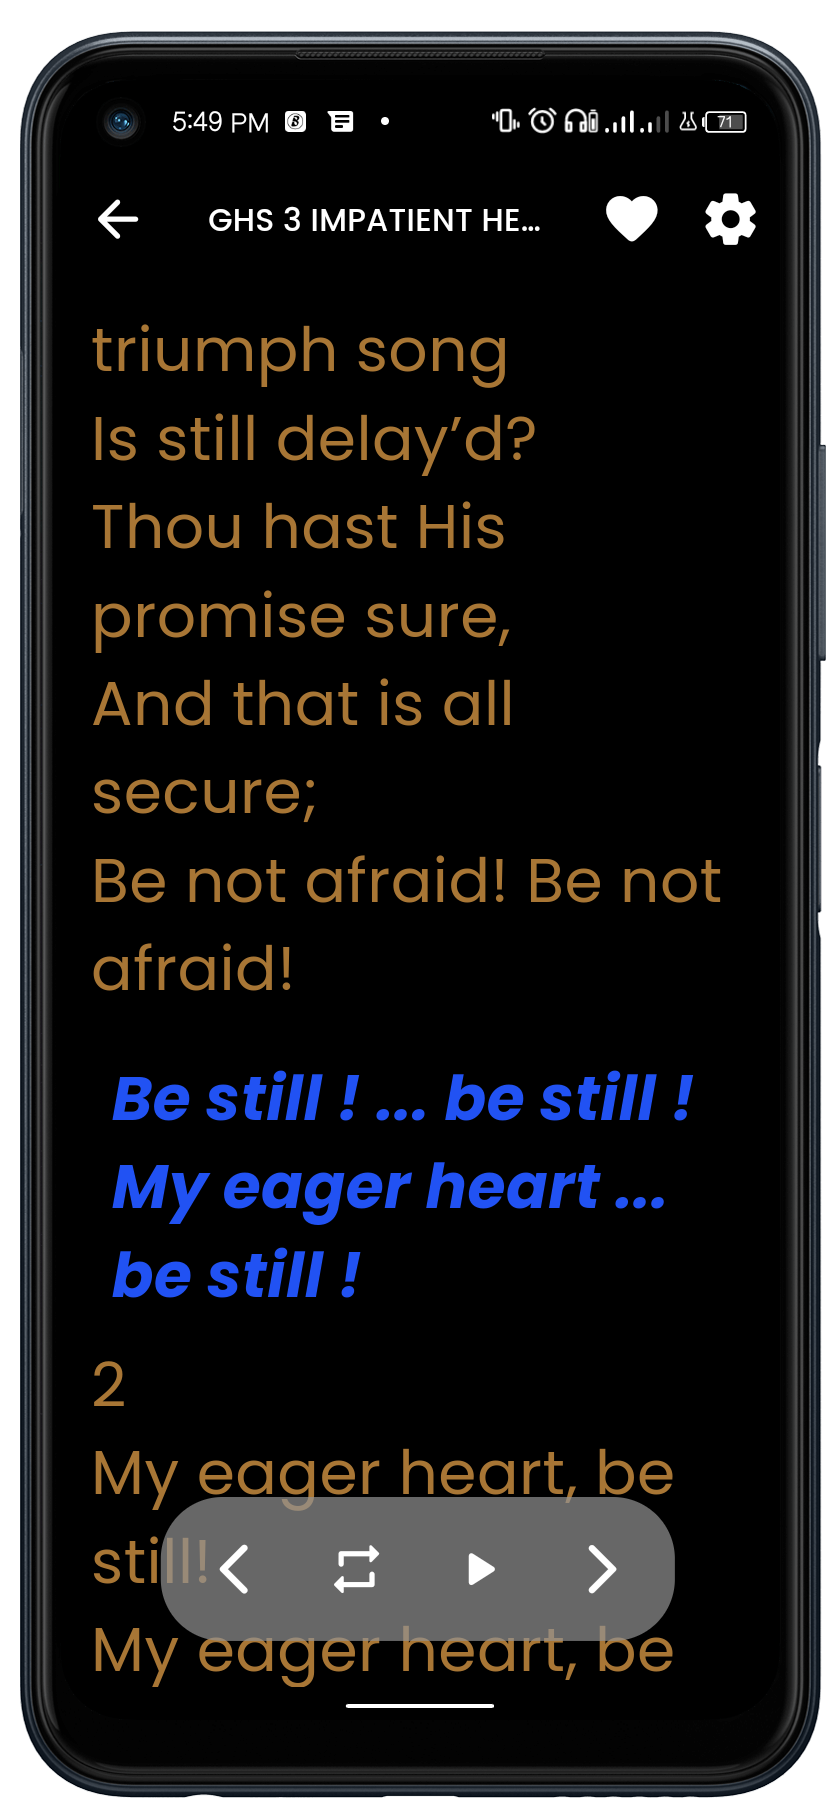 5:49 PM
71
GHS 3 IMPATIENT HE...
triumph song
Is still delay’d?
Thou hast His
promise sure,
And that is all
secure;
Be not afraid! Be not
afraid!
Be still ! ... be still !
My eager heart ...
be still !
2
My eager heart, be
still!
My eager heart, be